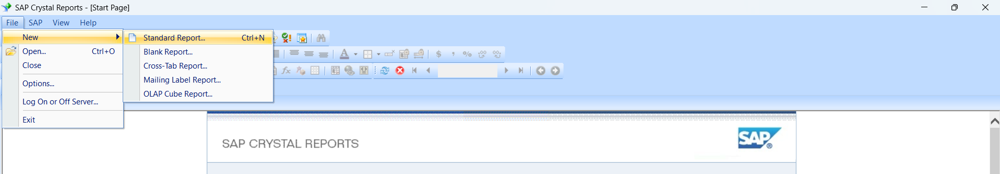 SAP Crystal Reports - [Start Page]
File SAP View Help
New
Open... Ctrl+O
Close
Options...
Log On or Off Server...
Exit
Standard Report... Ctrl+N
Blank Report...
Cross-Tab Report...
Mailing Label Report...
OLAP Cube Report...
SAP CRYSTAL REPORTS
SAP®